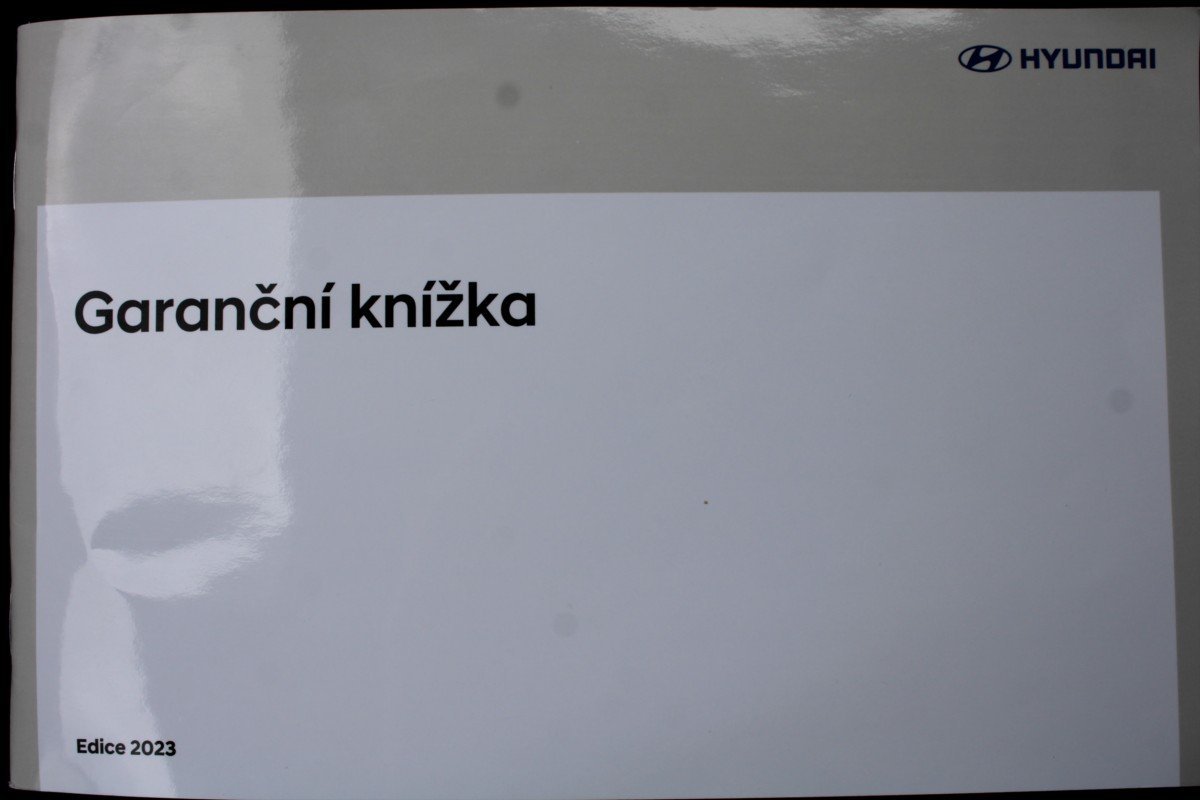 HYUNDAI
Garanční knížka
Edice 2023